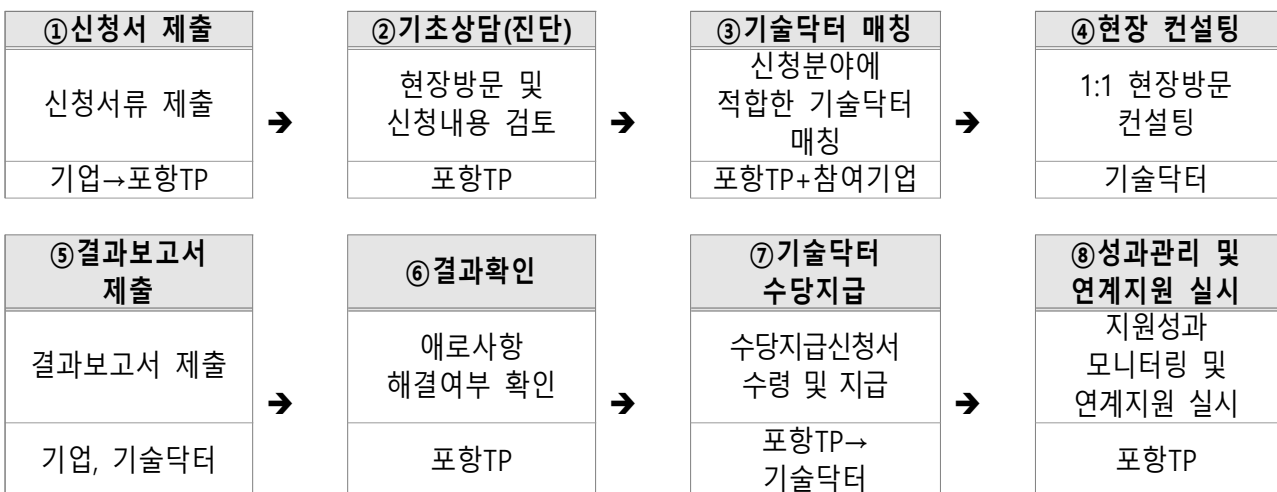 ①신청서 제출
신청서류 제출
기업→포항TP
➔
②기초상담(진단)
현장방문 및
신청내용 검토
포항TP
➔
③기술닥터 매칭
신청분야에
적합한 기술닥터
매칭
포항TP+참여기업
➔
④현장 컨설팅
1:1 현장방문
컨설팅
기술닥터
⑤결과보고서
제출
결과보고서 제출
기업, 기술닥터
➔
⑥결과확인
애로사항
해결여부 확인
포항TP
➔
⑦기술닥터
수당지급
수당지급신청서
수령 및 지급
포항TP→
기술닥터
➔
⑧성과관리 및
연계지원 실시
지원성과
모니터링 및
연계지원 실시
포항TP